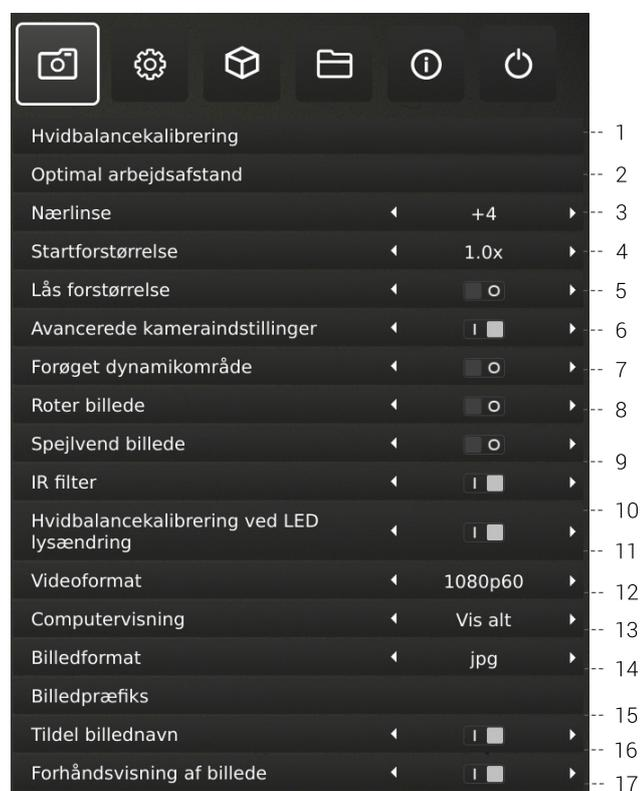 Hvidbalancekalibrering 1
Optimal arbejdsafstand 2
Nærlinse +4 3
Startforstørrelse 1.0x 4
Lås forstørrelse O 5
Avancerede kameraindstillinger I 6
Forøget dynamikområde O 7
Roter billede O 8
Spejlvend billede O 9
IR filter I 10
Hvidbalancekalibrering ved LED
lysændring I 11
Videoformat 1080p60 12
Computervisning Vis alt 13
Billedformat jpg 14
Billedpræfiks 15
Tildel billednavn I 16
Forhåndsvisning af billede I 17